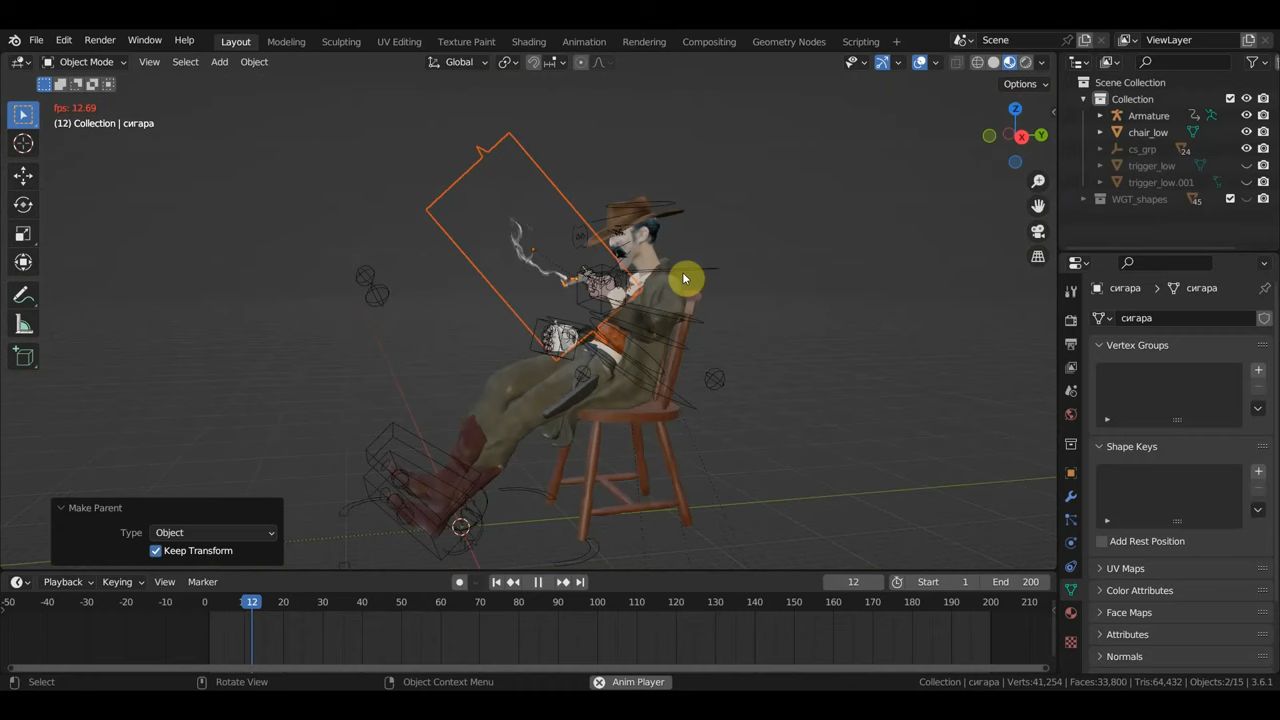 File Edit Render Window Help Layout Modeling Sculpting UV Editing Texture Paint Shading Animation Rendering Compositing Geometry Nodes Scripting + Scene ViewLayer
Object Mode View Select Add Object Global
Options
fps: 12.69
(12) Collection | сигара
Z
X
Y
Scene Collection
Collection
Armature
chair_low
cs_grp 24
trigger_low
trigger_low.001
WGT_shapes 45
сигара сигара
сигара
Vertex Groups
Shape Keys
Add Rest Position
UV Maps
Color Attributes
Face Maps
Attributes
Normals
Make Parent
Type Object
Keep Transform
Playback Keying View Marker 12 Start 1 End 200
-50 -40 -30 -20 -10 0 12 20 30 40 50 60 70 80 90 100 110 120 130 140 150 160 170 180 190 200 210
Select Rotate View Object Context Menu Anim Player Collection | сигара | Verts:41,254 | Faces:33,800 | Tris:64,432 | Objects:2/15 | 3.6.1